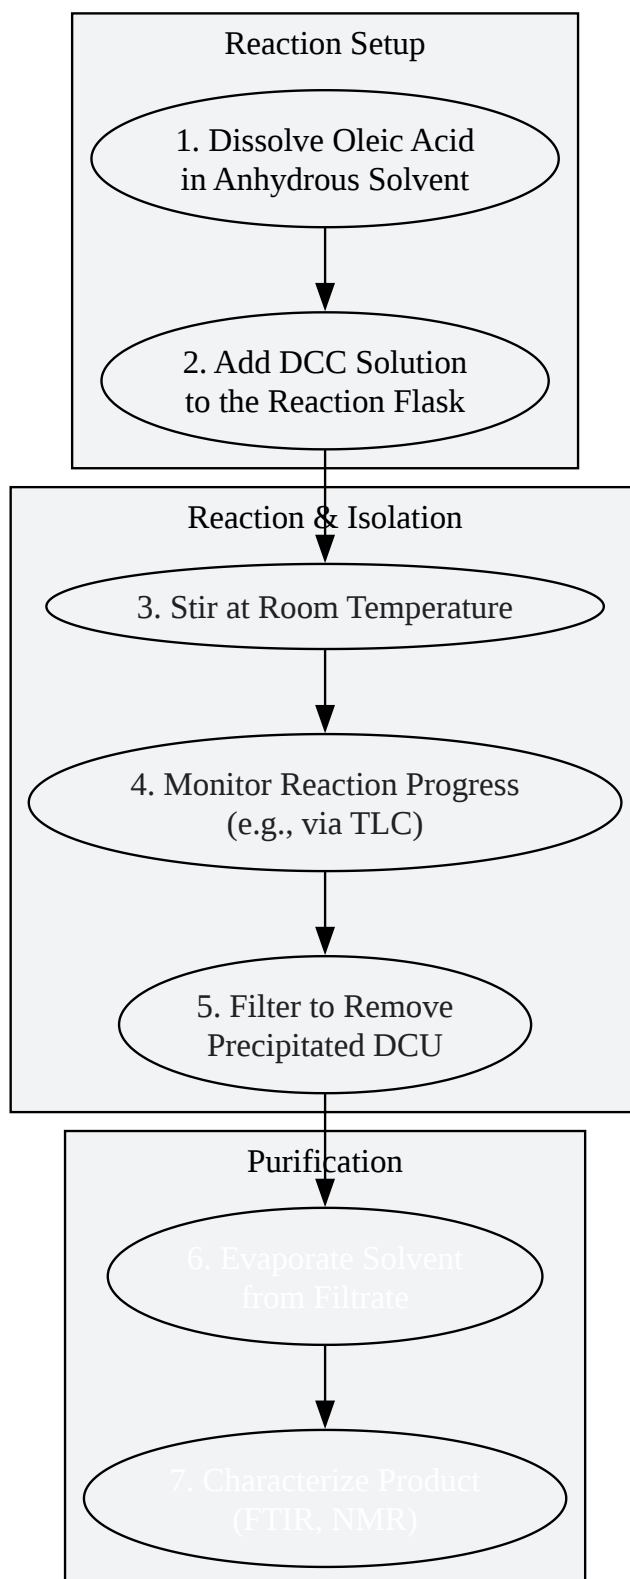 Reaction Setup
1. Dissolve Oleic Acid
in Anhydrous Solvent
2. Add DCC Solution
to the Reaction Flask
Reaction & Isolation
3. Stir at Room Temperature
4. Monitor Reaction Progress
(e.g., via TLC)
5. Filter to Remove
Precipitated DCU
Purification
6. Evaporate Solvent
from Filtrate
7. Characterize Product
(FTIR, NMR)